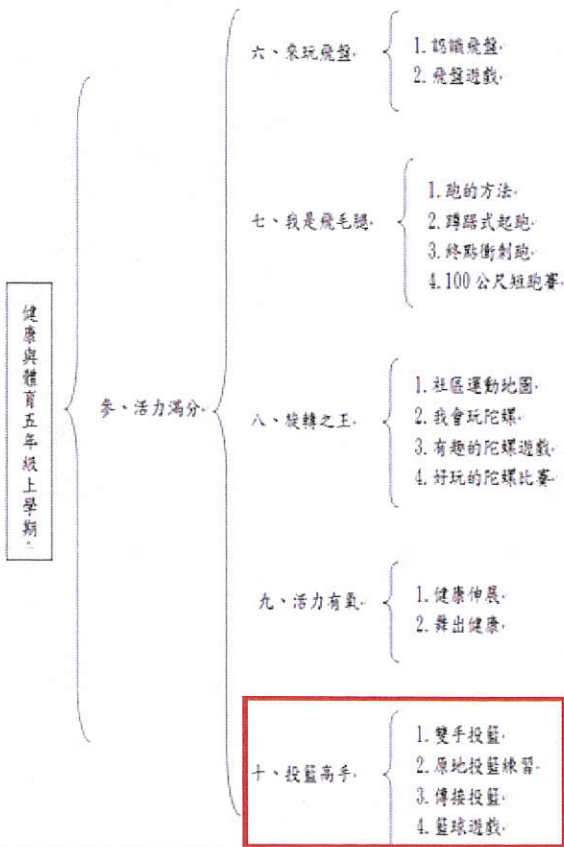 健康與體育五年級上學期
參、活力滿分
六、來玩飛盤
1.認識飛盤
2.飛盤遊戲
七、我是飛毛腿
1.跑的方法
2.蹲踞式起跑
3.終點衝刺跑
4.100公尺短跑賽
八、旋轉之王
1.社區運動地圖
2.我會玩陀螺
3.有趣的陀螺遊戲
4.好玩的陀螺比賽
九、活力有氧
1.健康伸展
2.舞出健康
十、投籃高手
1.雙手投籃
2.原地投籃練習
3.傳接投籃
4.籃球遊戲